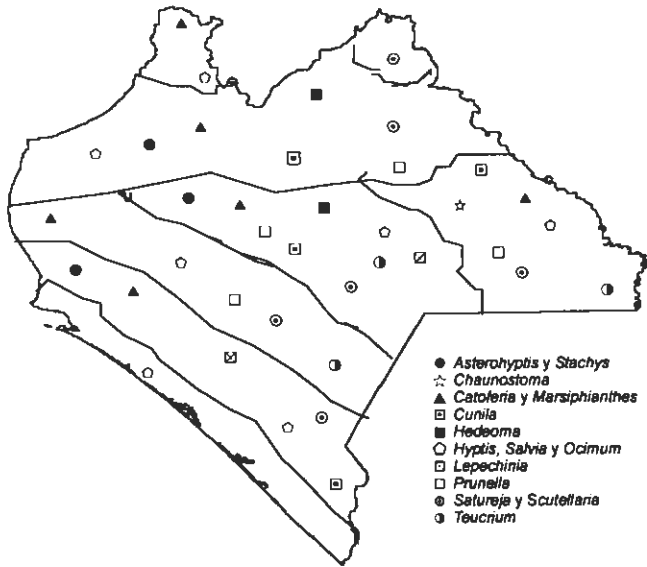 Asterohyptis y Stachys
Chaunostoma
Catoferia y Marsiphianthes
Cunila
Hedeoma
Hyptis, Salvia y Ocimum
Lepechinia
Prunella
Satureja y Scutellaria
Teucrium